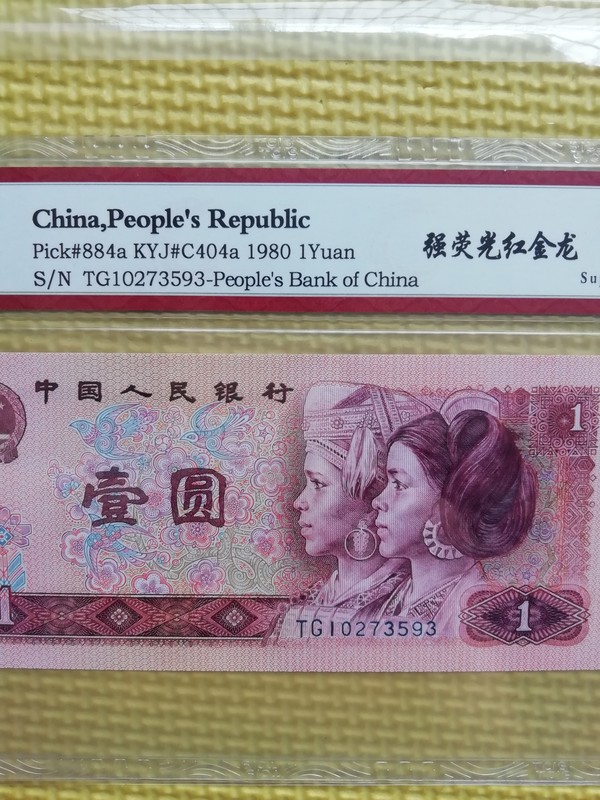 China,People's Republic
Pick#884a KYJ#C404a 1980 1Yuan
强荧光红金龙
S/N TG10273593-People's Bank of China
中国人民银行
1
壹圆
1
TG10273593
1